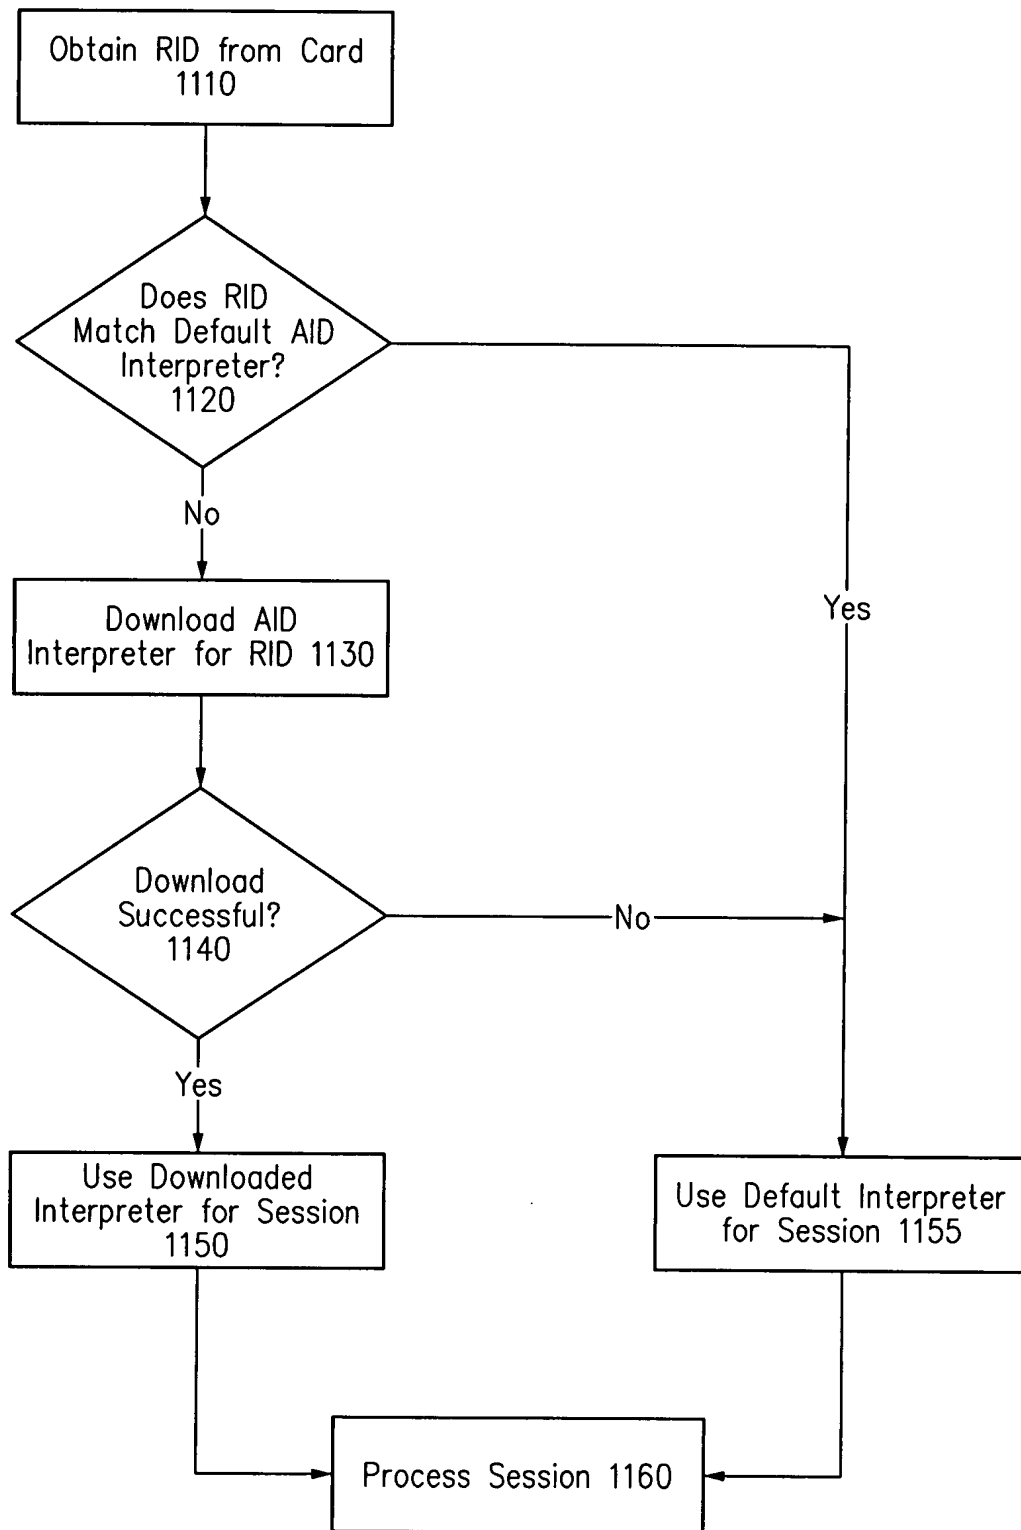 Obtain RID from Card
1110
Does RID
Match Default AID
Interpreter?
1120
No
Yes
Download AID
Interpreter for RID 1130
Download
Successful?
1140
No
Yes
Use Downloaded
Interpreter for Session
1150
Use Default Interpreter
for Session 1155
Process Session 1160